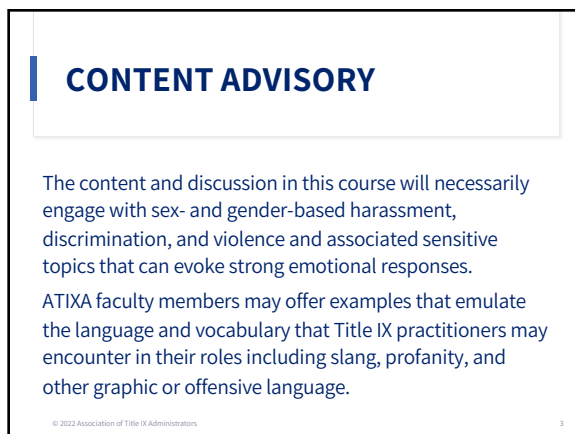 CONTENT ADVISORY
The content and discussion in this course will necessarily
engage with sex- and gender-based harassment,
discrimination, and violence and associated sensitive
topics that can evoke strong emotional responses.
ATIXA faculty members may offer examples that emulate
the language and vocabulary that Title IX practitioners may
encounter in their roles including slang, profanity, and
other graphic or offensive language.
© 2022 Association of Title IX Administrators
3